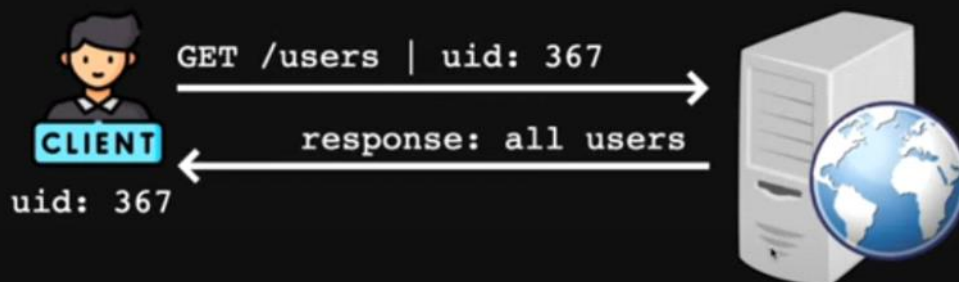 GET /users | uid: 367
response: all users
CLIENT
uid: 367